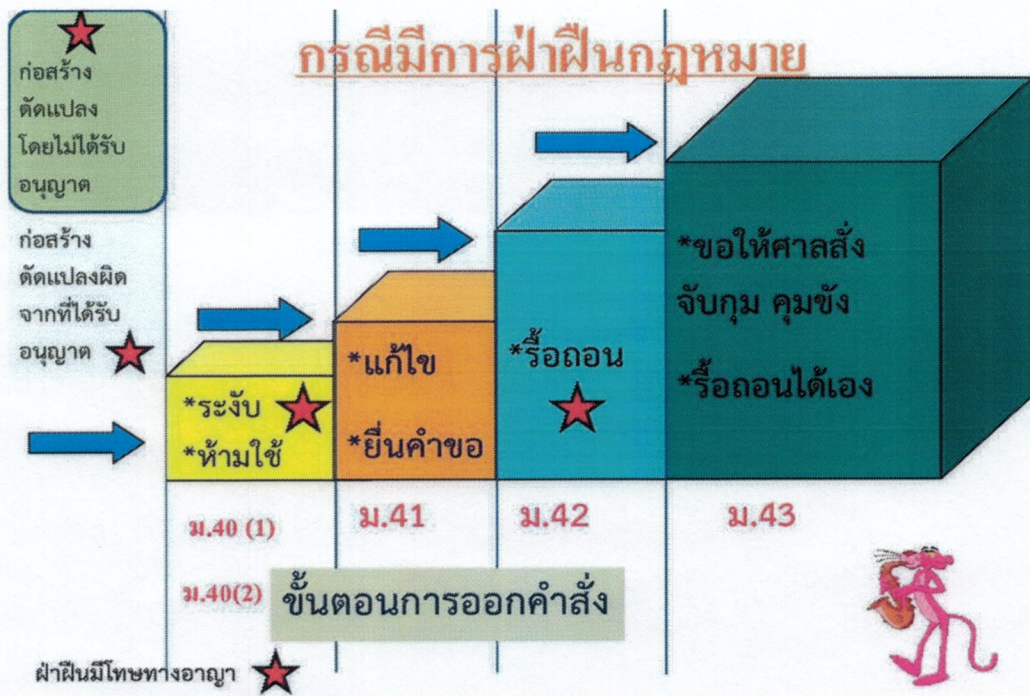 กรณีมีการฝ่าฝืนกฎหมาย
ก่อสร้าง
ดัดแปลง
โดยไม่ได้รับ
อนุญาต
ก่อสร้าง
ดัดแปลงผิด
จากที่ได้รับ
อนุญาต
*ระงับ
*ห้ามใช้
*แก้ไข
*ยื่นคำขอ
*รื้อถอน
*ขอให้ศาลสั่ง
จับกุม คุมขัง
*รื้อถอนได้เอง
ม.40 (1)
ม.41
ม.42
ม.43
ม.40(2)
ขั้นตอนการออกคำสั่ง
ฝ่าฝืนมีโทษทางอาญา